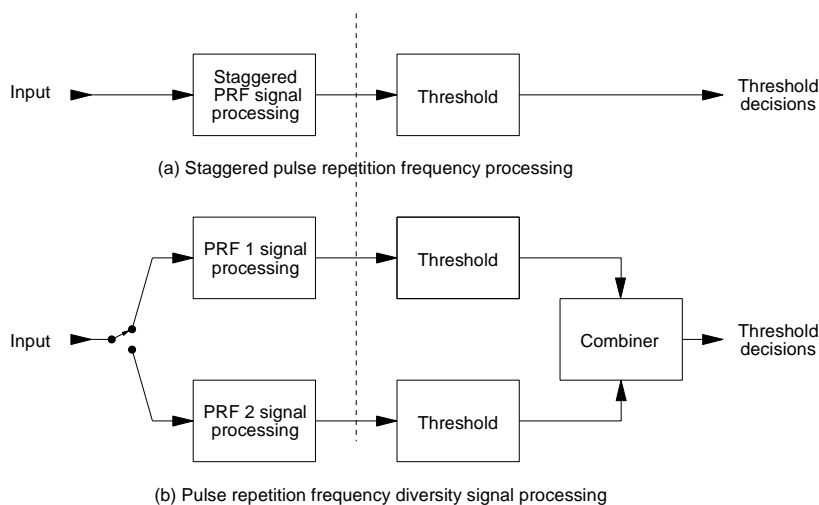 Input
Staggered
PRF signal
processing
Threshold
Threshold
decisions
(a) Staggered pulse repetition frequency processing
PRF 1 signal
processing
Threshold
Input
Combiner
Threshold
decisions
PRF 2 signal
processing
Threshold
(b) Pulse repetition frequency diversity signal processing